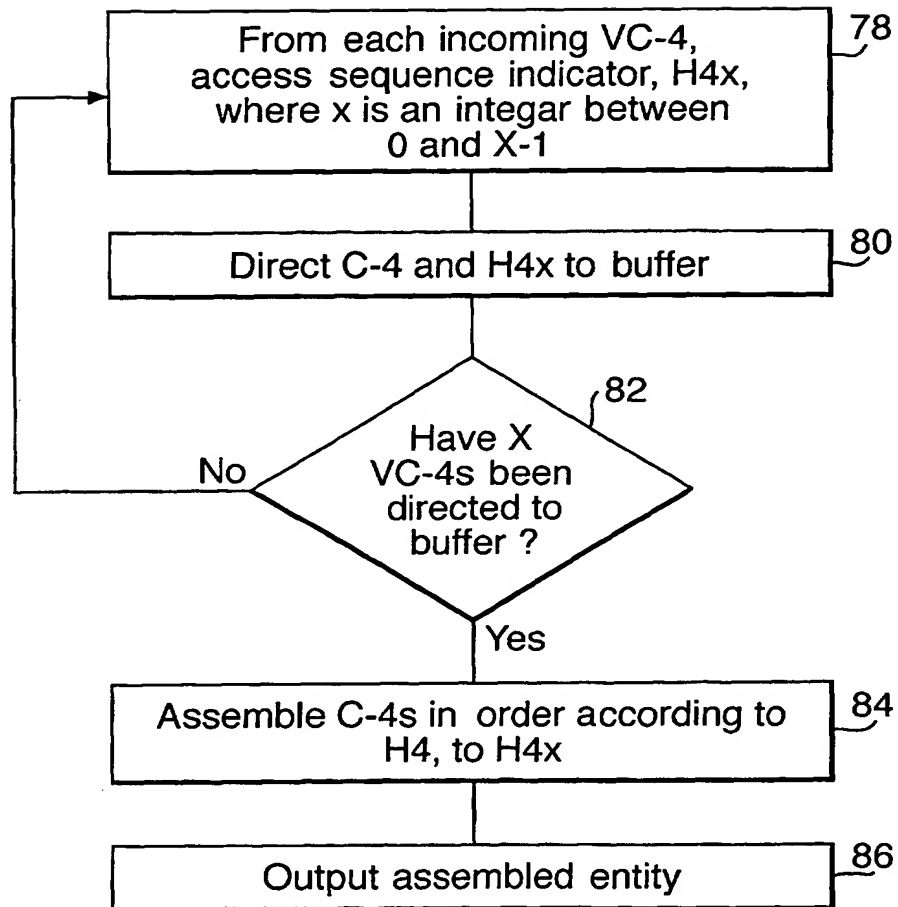 From each incoming VC-4,
access sequence indicator, H4x,
where x is an integar between
0 and X-1
78
Direct C-4 and H4x to buffer
80
82
Have X
VC-4s been
directed to
buffer ?
No
Yes
Assemble C-4s in order according to
H4, to H4x
84
Output assembled entity
86